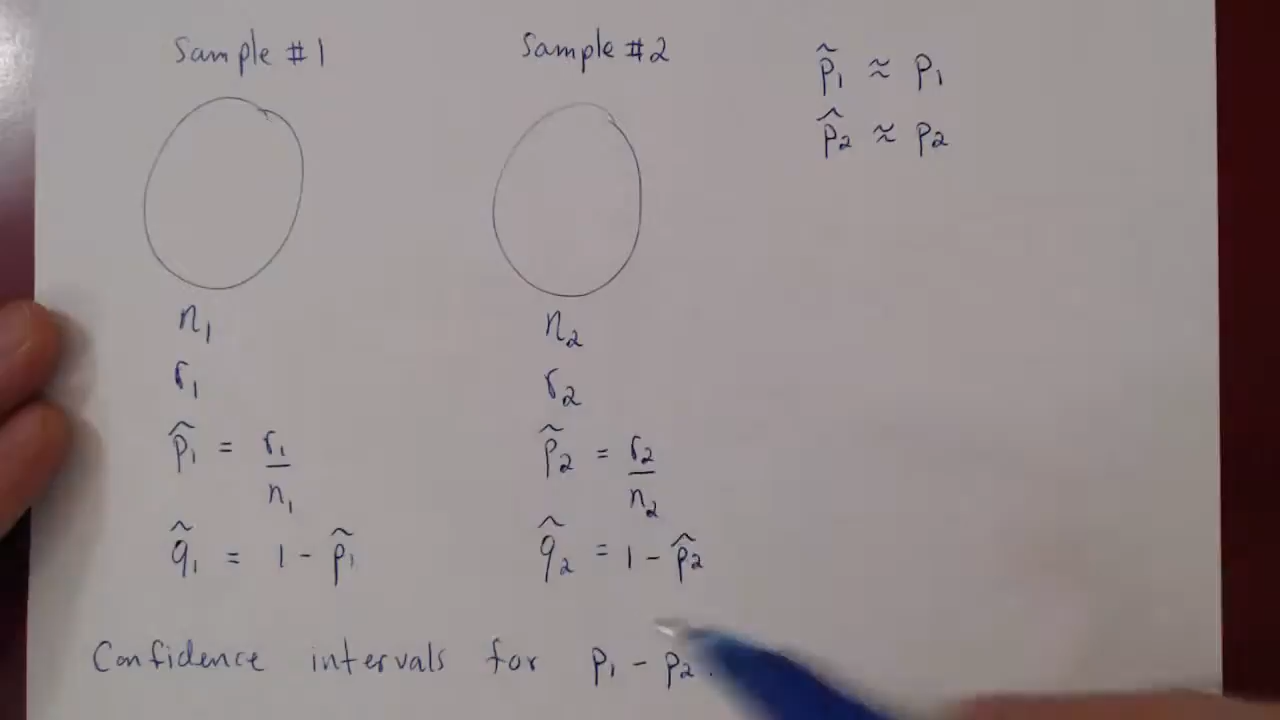 Sample #1
Sample #2
p̂₁ ≈ p₁
p̂₂ ≈ p₂
n₁
n₂
r₁
r₂
p̂₁ = r₁/n₁
p̂₂ = r₂/n₂
q̂₁ = 1 - p̂₁
q̂₂ = 1 - p̂₂
Confidence intervals for p₁ - p₂.